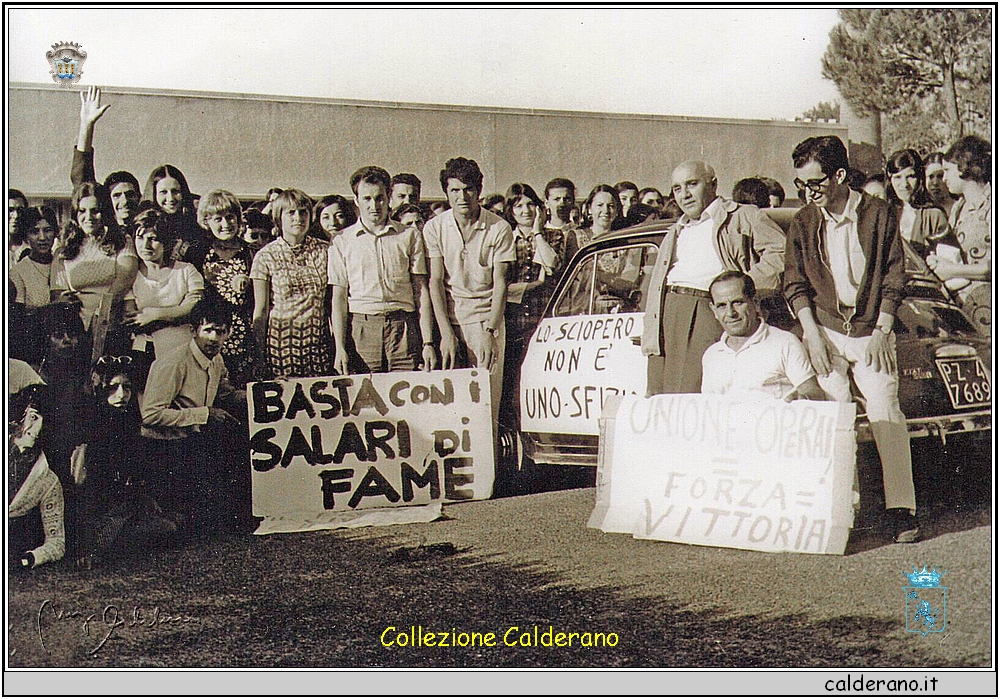 BASTA CON i
SALARI DI
FAME
LO SCIOPERO
NON È
UNO SFIZIO
UNIONE OPERAI
=
FORZA =
VITTORIA
PZ 4
7689
Collezione Calderano
calderano.it